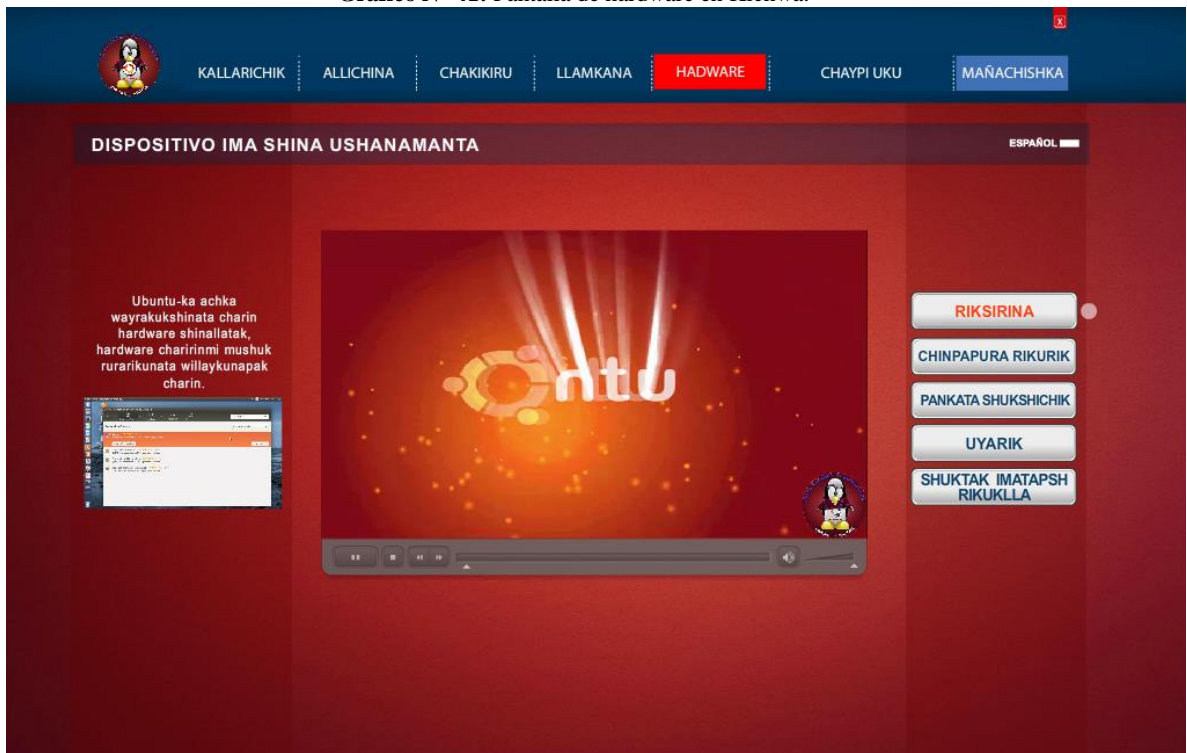 x
KALLARICHIK
ALLICHINA
CHAKIKIRU
LLAMKANA
HADWARE
CHAYPI UKU
MAÑACHISHKA
DISPOSITIVO IMA SHINA USHANAMANTA
ESPAÑOL
Ubuntu-ka achka
wayrakukshinata charin
hardware shinallatak,
hardware charirinmi mushuk
rurarikunata willaykunapak
charin.
ntu
RIKSIRINA
CHINPAPURA RIKURIK
PANKATA SHUKSHICHIK
UYARIK
SHUKTAK IMATAPSH
RIKUKLLA